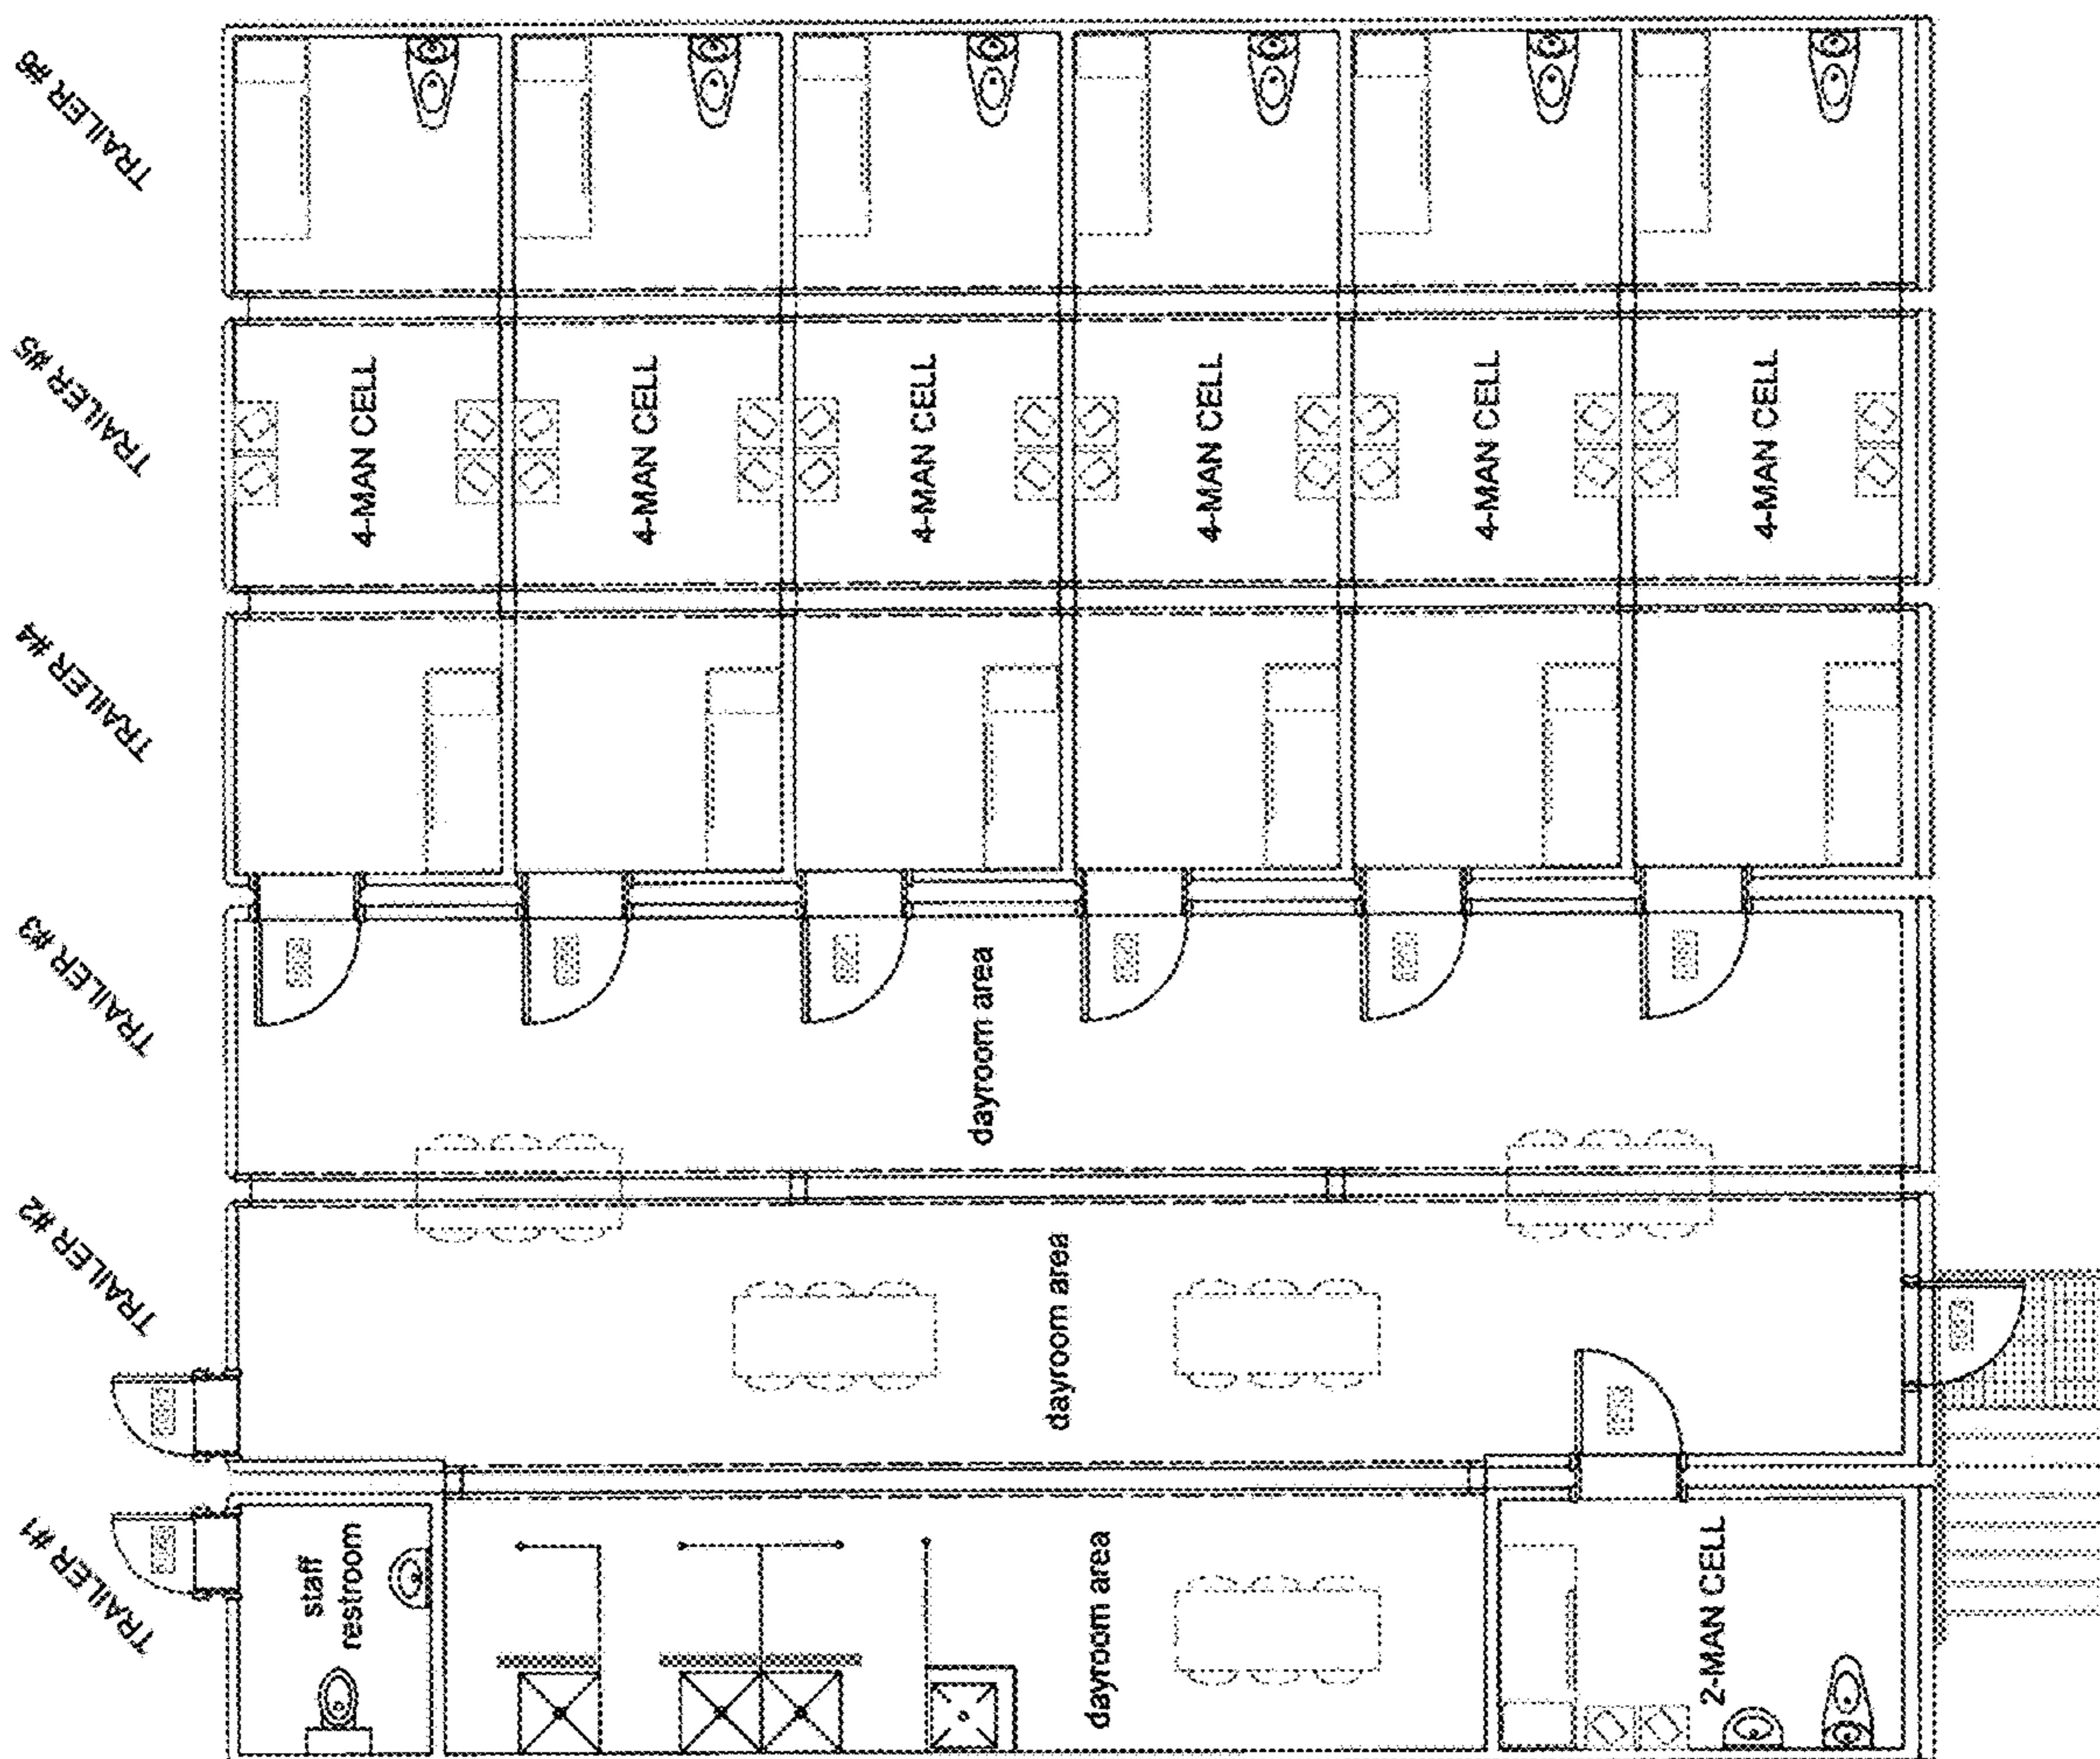 TRAILER #6
TRAILER #5
4-MAN CELL
4-MAN CELL
4-MAN CELL
4-MAN CELL
4-MAN CELL
4-MAN CELL
TRAILER #4
TRAILER #3
dayroom area
TRAILER #2
dayroom area
TRAILER #1
staff
restroom
dayroom area
2-MAN CELL